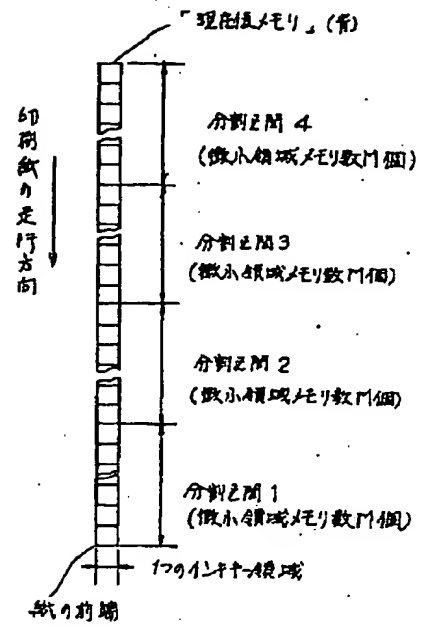 「現在値メモリ」(青)
印刷紙の走行方向
分割区間 4
(微小領域メモリ数M個)
分割区間3
(微小領域メモリ数M個)
分割区間 2
(微小領域メモリ数M個)
分割区間1
(微小領域メモリ数M個)
1つのインキキー領域
紙の前端